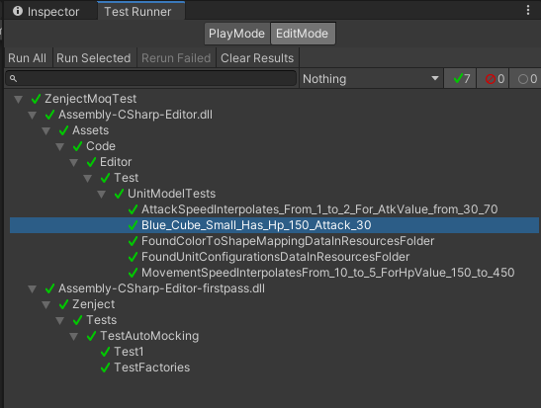 Inspector Test Runner
PlayMode EditMode
Run All Run Selected Rerun Failed Clear Results
Nothing 7 0 0
ZenjectMoqTest
Assembly-CSharp-Editor.dll
Assets
Code
Editor
Test
UnitModelTests
AttackSpeedInterpolates_From_1_to_2_For_AtkValue_from_30_70
Blue_Cube_Small_Has_Hp_150_Attack_30
FoundColorToShapeMappingDataInResourcesFolder
FoundUnitConfigurationsDataInResourcesFolder
MovementSpeedInterpolatesFrom_10_to_5_ForHpValue_150_to_450
Assembly-CSharp-Editor-firstpass.dll
Zenject
Tests
TestAutoMocking
Test1
TestFactories